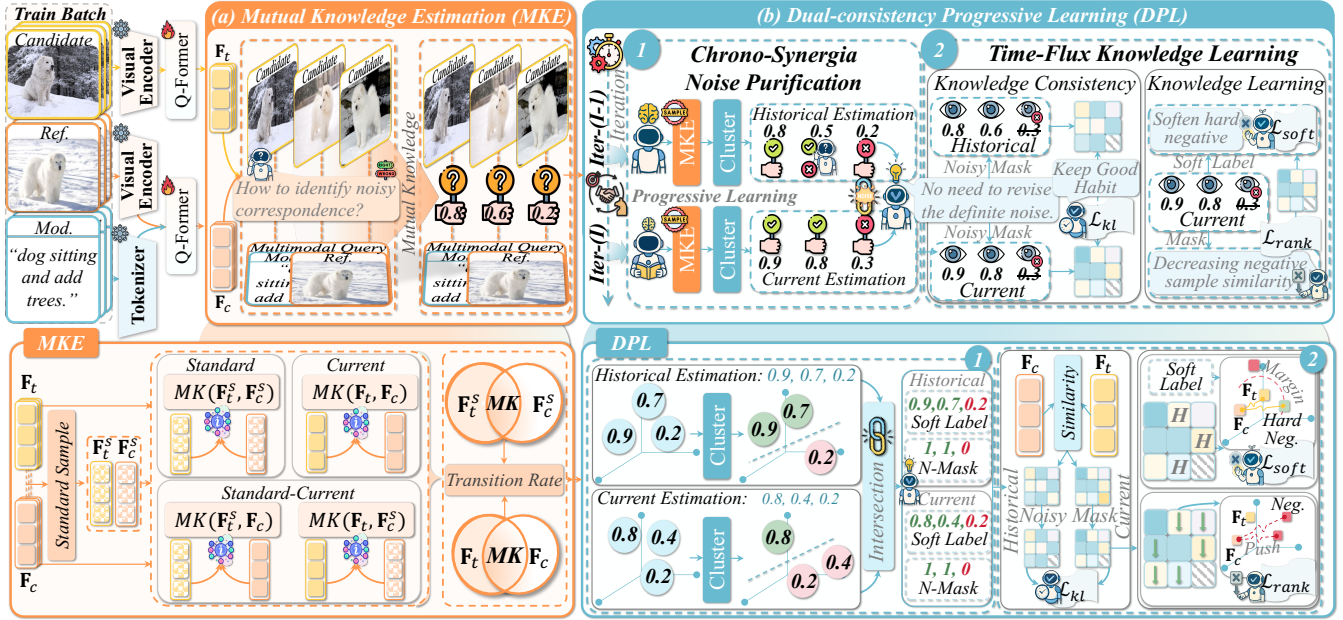 Train Batch
Candidate
Visual Encoder
Q-Former
Ref.
Visual Encoder
Mod.
"dog sitting
and add
trees."
Tokenizer
Q-Former
F_t
F_c
(a) Mutual Knowledge Estimation (MKE)
Candidate
Candidate
Candidate
Candidate
Candidate
Candidate
RIGHT
WRONG
How to identify noisy
correspondence?
Mutual Knowledge
? ? ?
0.8 0.6 0.2
Multimodal Query
Mod.
Ref.
"
sittin
add
Multimodal Query
Ref.
(b) Dual-consistency Progressive Learning (DPL)
Iteration
Iter-(l-1)
Iter-(l)
1
Chrono-Synergia
Noise Purification
SAMPLE
MKE
Cluster
Historical Estimation
0.8 0.5 0.2
Progressive Learning
SAMPLE
MKE
Cluster
0.9 0.8 0.3
Current Estimation
2
Time-Flux Knowledge Learning
Knowledge Consistency
0.8 0.6 0.3
Historical
Noisy Mask
No need to revise
the definite noise.
Keep Good
Habit
L_kl
Noisy Mask
0.9 0.8 0.3
Current
Knowledge Learning
Soften hard
negative
L_soft
Soft Label
0.9 0.8 0.3
Current
Mask
L_rank
Decreasing negative
sample similarity
MKE
F_t
F_c
Standard Sample
F_t^s F_c^s
Standard
MK(F_t^s, F_c^s)
Current
MK(F_t, F_c)
Standard-Current
MK(F_t^s, F_c)
MK(F_t, F_c^s)
F_t^s MK F_c^s
Transition Rate
F_t MK F_c
DPL
1
Historical Estimation: 0.9, 0.7, 0.2
0.7
0.9
0.2
Cluster
0.7
0.9
0.2
Current Estimation: 0.8, 0.4, 0.2
0.8
0.4
0.2
Cluster
0.8
0.4
0.2
Intersection
Historical
0.9,0.7,0.2
Soft Label
1, 1, 0
N-Mask
Current
0.8,0.4,0.2
Soft Label
1, 1, 0
N-Mask
2
F_c
Similarity
F_t
Historical
Current
Noisy Mask
L_kl
Soft
Label
H
H
H
Margin
F_t
F_c
Hard
Neg.
L_soft
F_t
Neg.
F_c
Push
L_rank